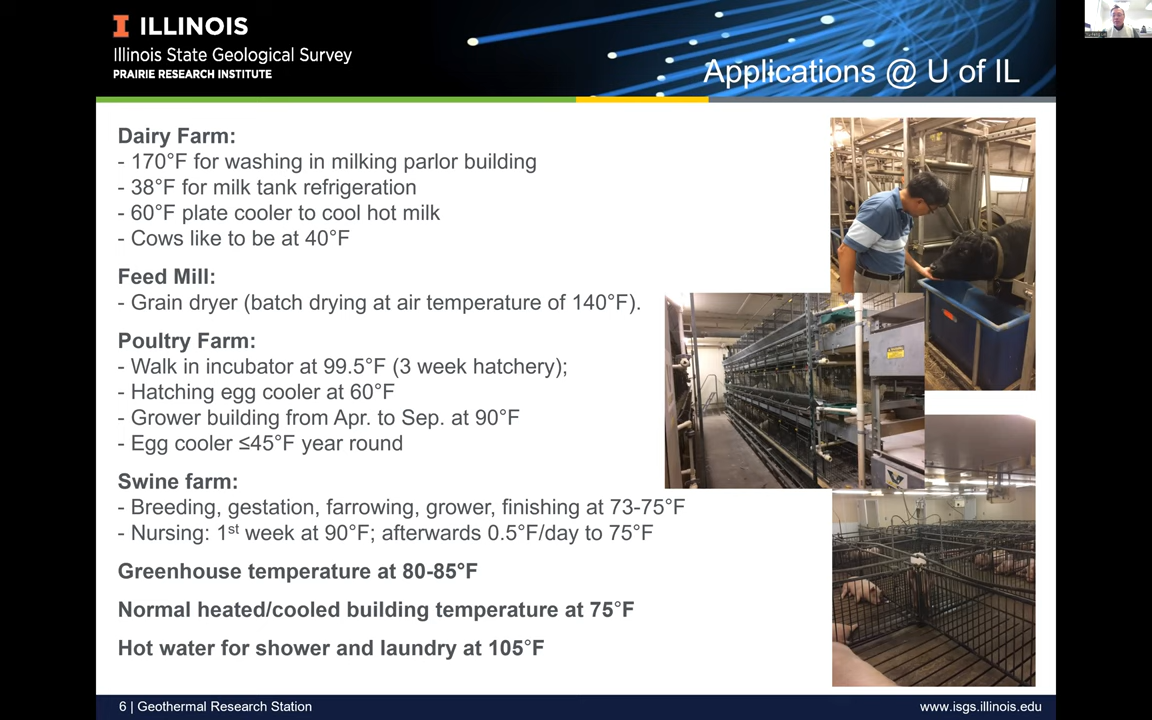 I ILLINOIS
Illinois State Geological Survey
PRAIRIE RESEARCH INSTITUTE
Applications @ U of IL
Dairy Farm:
- 170°F for washing in milking parlor building
- 38°F for milk tank refrigeration
- 60°F plate cooler to cool hot milk
- Cows like to be at 40°F
Feed Mill:
- Grain dryer (batch drying at air temperature of 140°F).
Poultry Farm:
- Walk in incubator at 99.5°F (3 week hatchery);
- Hatching egg cooler at 60°F
- Grower building from Apr. to Sep. at 90°F
- Egg cooler ≤45°F year round
Swine farm:
- Breeding, gestation, farrowing, grower, finishing at 73-75°F
- Nursing: 1st week at 90°F; afterwards 0.5°F/day to 75°F
Greenhouse temperature at 80-85°F
Normal heated/cooled building temperature at 75°F
Hot water for shower and laundry at 105°F
6 | Geothermal Research Station
www.isgs.illinois.edu